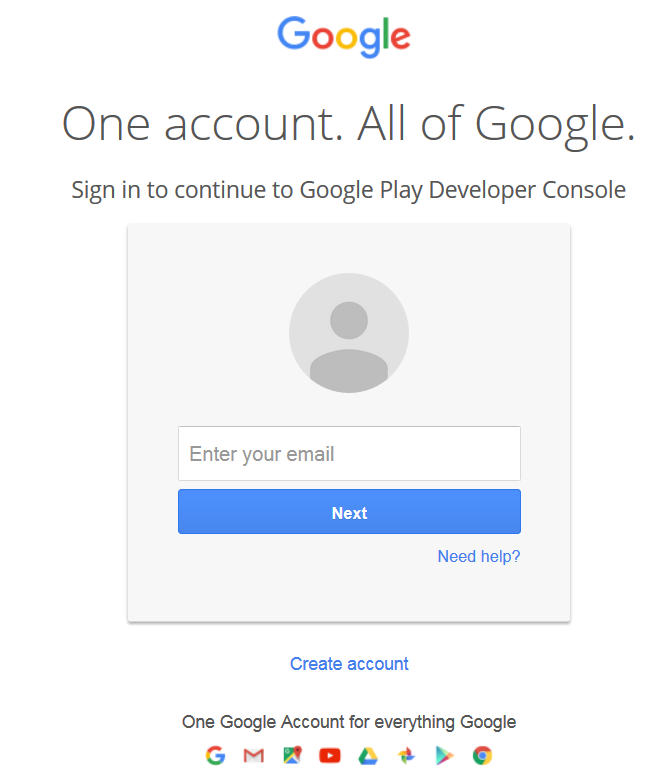 Google
One account. All of Google.
Sign in to continue to Google Play Developer Console
Enter your email
Next
Need help?
Create account
One Google Account for everything Google